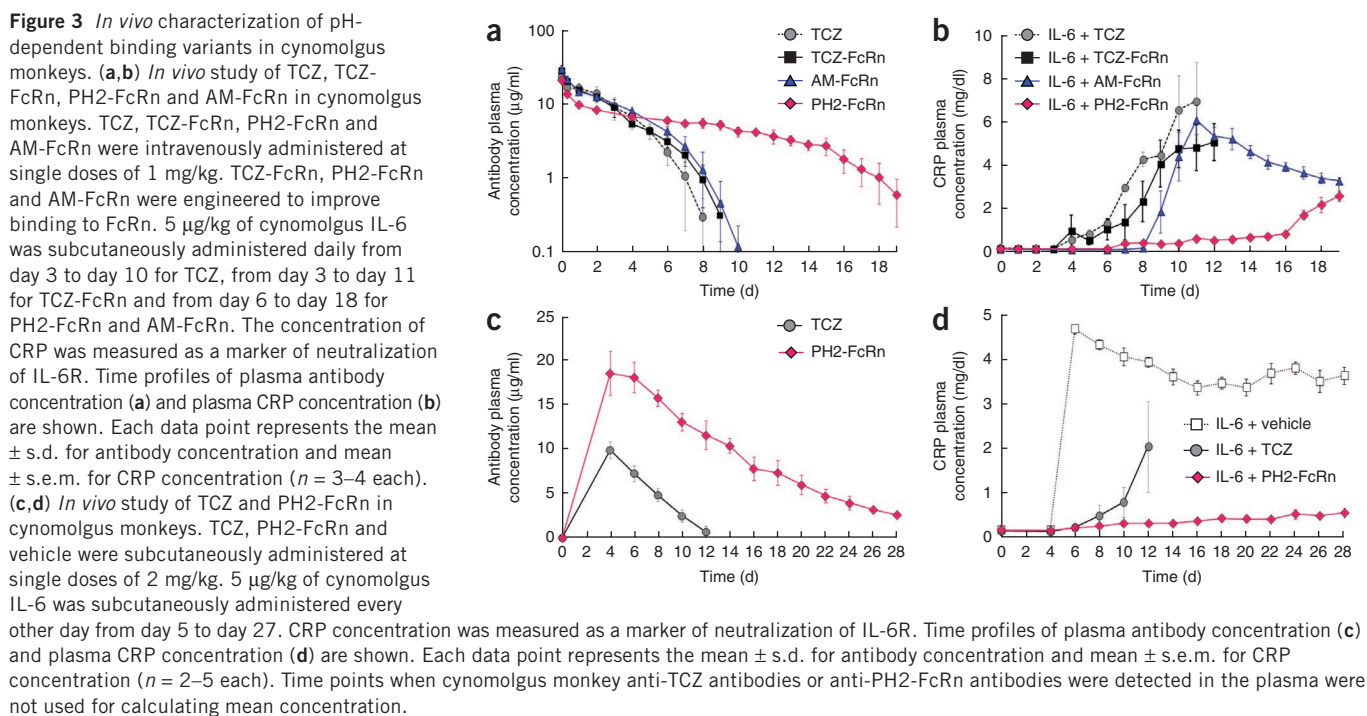 Figure 3 In vivo characterization of pH-
dependent binding variants in cynomolgus
monkeys. (a,b) In vivo study of TCZ, TCZ-
FcRn, PH2-FcRn and AM-FcRn in cynomolgus
monkeys. TCZ, TCZ-FcRn, PH2-FcRn and
AM-FcRn were intravenously administered at
single doses of 1 mg/kg. TCZ-FcRn, PH2-FcRn
and AM-FcRn were engineered to improve
binding to FcRn. 5 μg/kg of cynomolgus IL-6
was subcutaneously administered daily from
day 3 to day 10 for TCZ, from day 3 to day 11
for TCZ-FcRn and from day 6 to day 18 for
PH2-FcRn and AM-FcRn. The concentration of
CRP was measured as a marker of neutralization
of IL-6R. Time profiles of plasma antibody
concentration (a) and plasma CRP concentration (b)
are shown. Each data point represents the mean
± s.d. for antibody concentration and mean
± s.e.m. for CRP concentration (n = 3–4 each).
(c,d) In vivo study of TCZ and PH2-FcRn in
cynomolgus monkeys. TCZ, PH2-FcRn and
vehicle were subcutaneously administered at
single doses of 2 mg/kg. 5 μg/kg of cynomolgus
IL-6 was subcutaneously administered every
other day from day 5 to day 27. CRP concentration was measured as a marker of neutralization of IL-6R. Time profiles of plasma antibody concentration (c)
and plasma CRP concentration (d) are shown. Each data point represents the mean ± s.d. for antibody concentration and mean ± s.e.m. for CRP
concentration (n = 2–5 each). Time points when cynomolgus monkey anti-TCZ antibodies or anti-PH2-FcRn antibodies were detected in the plasma were
not used for calculating mean concentration.
a
Antibody plasma
concentration (μg/ml)
100
10
1
0.1
TCZ
TCZ-FcRn
AM-FcRn
PH2-FcRn
0 2 4 6 8 10 12 14 16 18
Time (d)
b
CRP plasma
concentration (mg/dl)
10
8
6
4
2
0
IL-6 + TCZ
IL-6 + TCZ-FcRn
IL-6 + AM-FcRn
IL-6 + PH2-FcRn
0 2 4 6 8 10 12 14 16 18
Time (d)
c
Antibody plasma
concentration (μg/ml)
25
20
15
10
5
0
TCZ
PH2-FcRn
0 2 4 6 8 10 12 14 16 18 20 22 24 26 28
Time (d)
d
CRP plasma
concentration (mg/dl)
5
4
3
2
1
0
IL-6 + vehicle
IL-6 + TCZ
IL-6 + PH2-FcRn
0 2 4 6 8 10 12 14 16 18 20 22 24 26 28
Time (d)